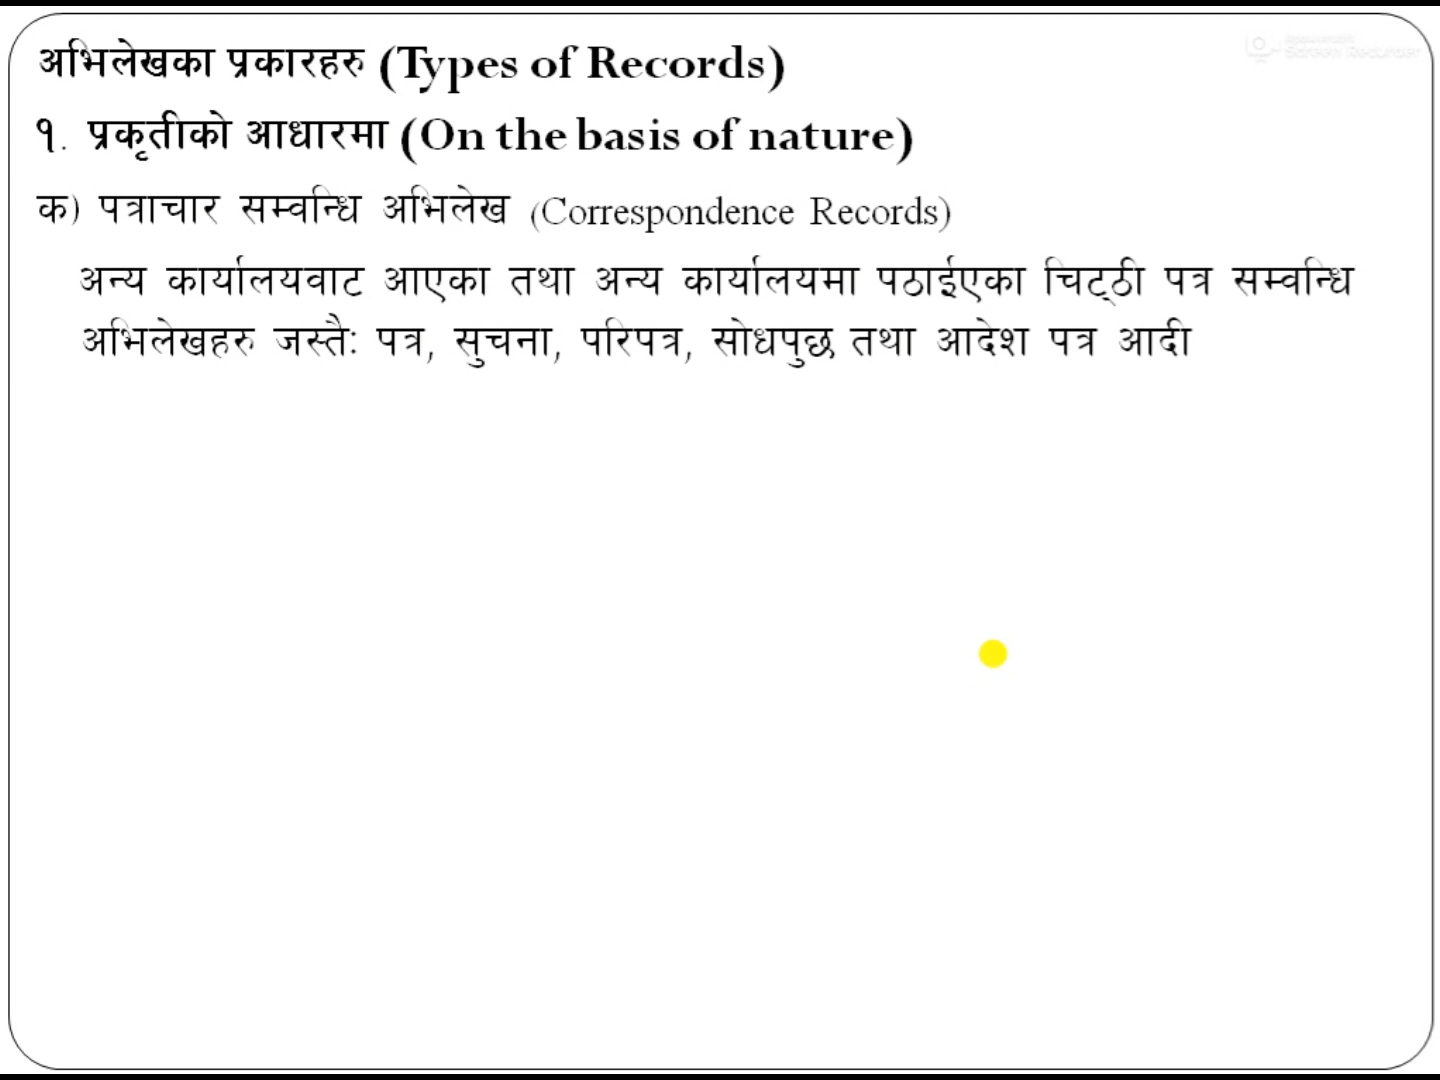 अभिलेखका प्रकारहरु (Types of Records)
१. प्रकृतीको आधारमा (On the basis of nature)
क) पत्राचार सम्वन्धि अभिलेख (Correspondence Records)
अन्य कार्यालयवाट आएका तथा अन्य कार्यालयमा पठाईएका चिट्ठी पत्र सम्वन्धि
अभिलेखहरु जस्तैः पत्र, सुचना, परिपत्र, सोधपुछ तथा आदेश पत्र आदी
Screen Recorder